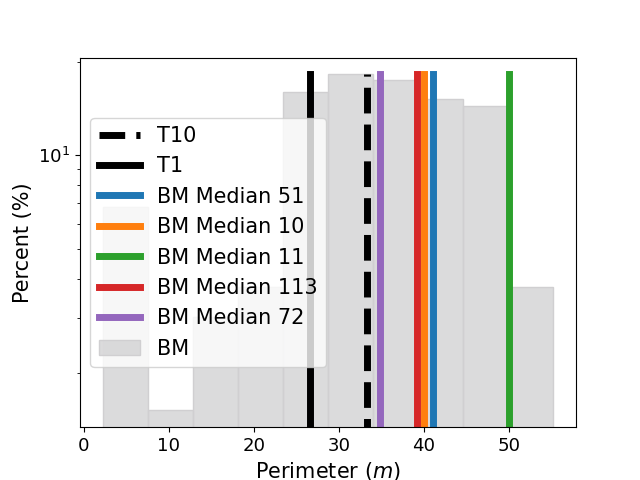 10^1
Percent (%)
T10
T1
BM Median 51
BM Median 10
BM Median 11
BM Median 113
BM Median 72
BM
0 10 20 30 40 50
Perimeter (m)